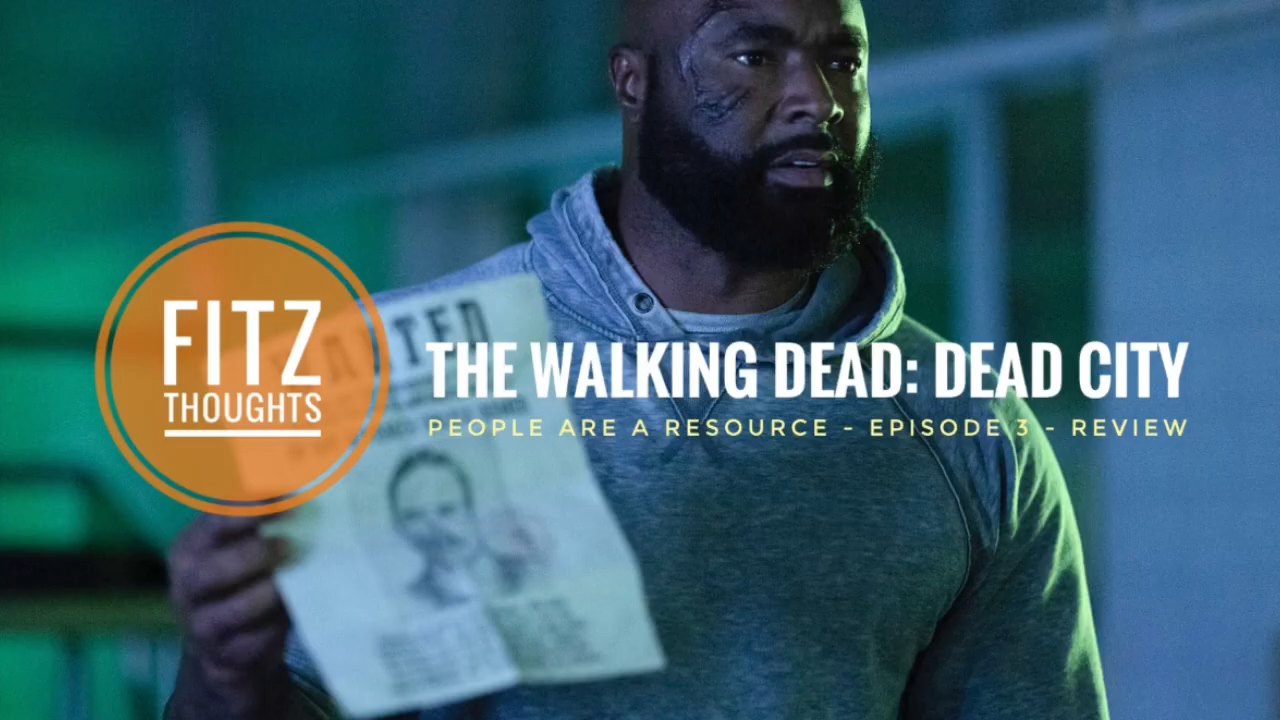 FITZ
THOUGHTS
THE WALKING DEAD: DEAD CITY
PEOPLE ARE A RESOURCE - EPISODE 3 - REVIEW